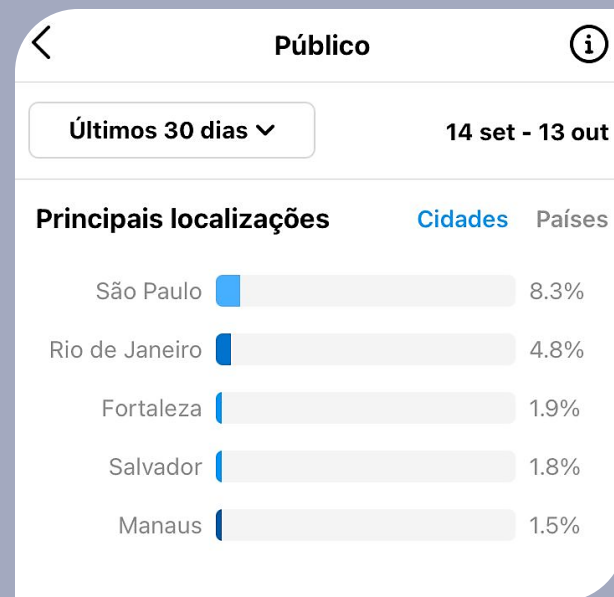 Público
Últimos 30 dias
14 set - 13 out
Principais localizações
Cidades
Países
São Paulo 8.3%
Rio de Janeiro 4.8%
Fortaleza 1.9%
Salvador 1.8%
Manaus 1.5%